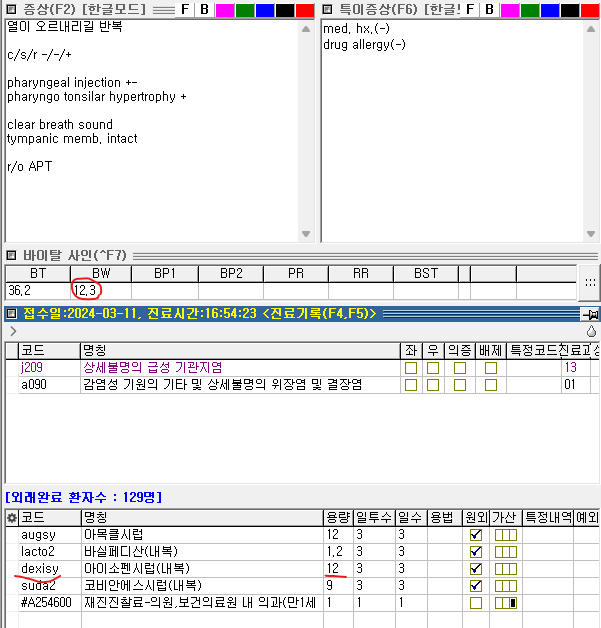 증상(F2) [한글모드] F B
열이 오르내리길 반복
c/s/r -/-/+
pharyngeal injection +-
pharyngo tonsilar hypertrophy +
clear breath sound
tympanic memb, intact
r/o APT
특이증상(F6) [한글! F B
med, hx,(-)
drug allergy(-)
바이탈 사인(^F7)
BT BW BP1 BP2 PR RR BST
36,2 12,3
접수일:2024-03-11, 진료시간:16:54:23 <진료기록(F4,F5)>
코드 명칭 좌 우 의증 배제 특정코드 진료과 상
j209 상세불명의 급성 기관지염 13
a090 감염성 기원의 기타 및 상세불명의 위장염 및 결장염 01
[외래완료 환자수 : 129명]
코드 명칭 용량 일투수 일수 용법 원외 가산 특정내역 예외
augsy 아목클시럽 12 3 3
lacto2 바실페디산(내복) 1,2 3 3
dexisy 아이소펜시럽(내복) 12 3 3
suda2 코비안에스시럽(내복) 9 3 3
#A254600 재진진찰료-의원,보건의료원 내 의과(만1세 1 1 1